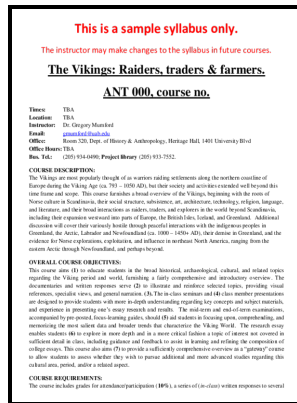 This is a sample syllabus only.
The instructor may make changes to the syllabus in future courses.
The Vikings: Raiders, traders & farmers.
ANT 000, course no.
Times: TBA
Location: TBA
Instructor: Dr. Gregory Mumford
Email: gmumford@uab.edu
Office: Room 320, Dept. of History & Anthropology, Heritage Hall, 1401 University Blvd
Office Hours: TBA
Bus. Tel.: (205) 934-0490; Project library (205) 933-7552.
COURSE DESCRIPTION:
The Vikings are most popularly thought of as warriors raiding settlements along the northern coastline of
Europe during the Viking Age (ca. 793 – 1050 AD), but their society and activities extended well beyond this
time frame and scope. This course furnishes a broad overview of the Vikings, beginning with the roots of
Norse culture in Scandinavia, their social structure, subsistence, art, architecture, technology, religion, language,
and literature, and their broad interactions as raiders, traders, and explorers in the world beyond Scandinavia,
including their expansion westward into parts of Europe, the British Isles, Iceland, and Greenland. Additional
discussion will cover their variously hostile through peaceful interactions with the indigenous peoples in
Greenland, the Arctic, Labrador and Newfoundland (ca. 1000 – 1450s AD), their demise in Greenland, and the
evidence for Norse explorations, exploitation, and influence in northeast North America, ranging from the
eastern Arctic through Newfoundland, and perhaps beyond.
OVERALL COURSE OBJECTIVES:
This course aims (1) to educate students in the broad historical, archaeological, cultural, and related topics
regarding the Viking period and world, furnishing a fairly comprehensive and introductory overview. The
documentaries and written responses serve (2) to illustrate and reinforce selected topics, providing visual
references, specialist views, and general narration. (3). The in-class seminar and (4) class member presentations
are designed to provide students with more in-depth understanding regarding key concepts and subject materials,
and experience in presenting one's essay research and results. The mid-term and end-of-term examinations,
accompanied by pre-posted, focus-learning guides, should (5) aid students in focusing upon, comprehending, and
memorizing the most salient data and broader trends that characterize the Viking World. The research essay
enables students (6) to explore in more depth and in a more critical fashion a topic of interest not covered in
sufficient detail in class, including guidance and feedback to assist in learning and refining the composition of
college essays. This course also aims (7) to provide a sufficiently comprehensive overview as a "gateway" course
to allow students to assess whether they wish to pursue additional and more advanced studies regarding this
cultural area, period, and/or a related aspect.
COURSE REQUIREMENTS:
The course includes grades for attendance/participation (10%), a series of (in-class) written responses to several